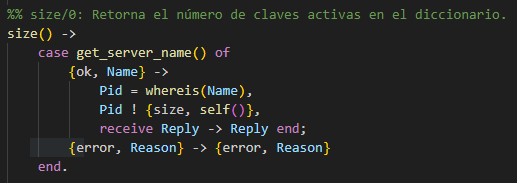 %% size/0: Retorna el número de claves activas en el diccionario.
size() ->
    case get_server_name() of
        {ok, Name} ->
            Pid = whereis(Name),
            Pid ! {size, self()},
            receive Reply -> Reply end;
        {error, Reason} -> {error, Reason}
    end.